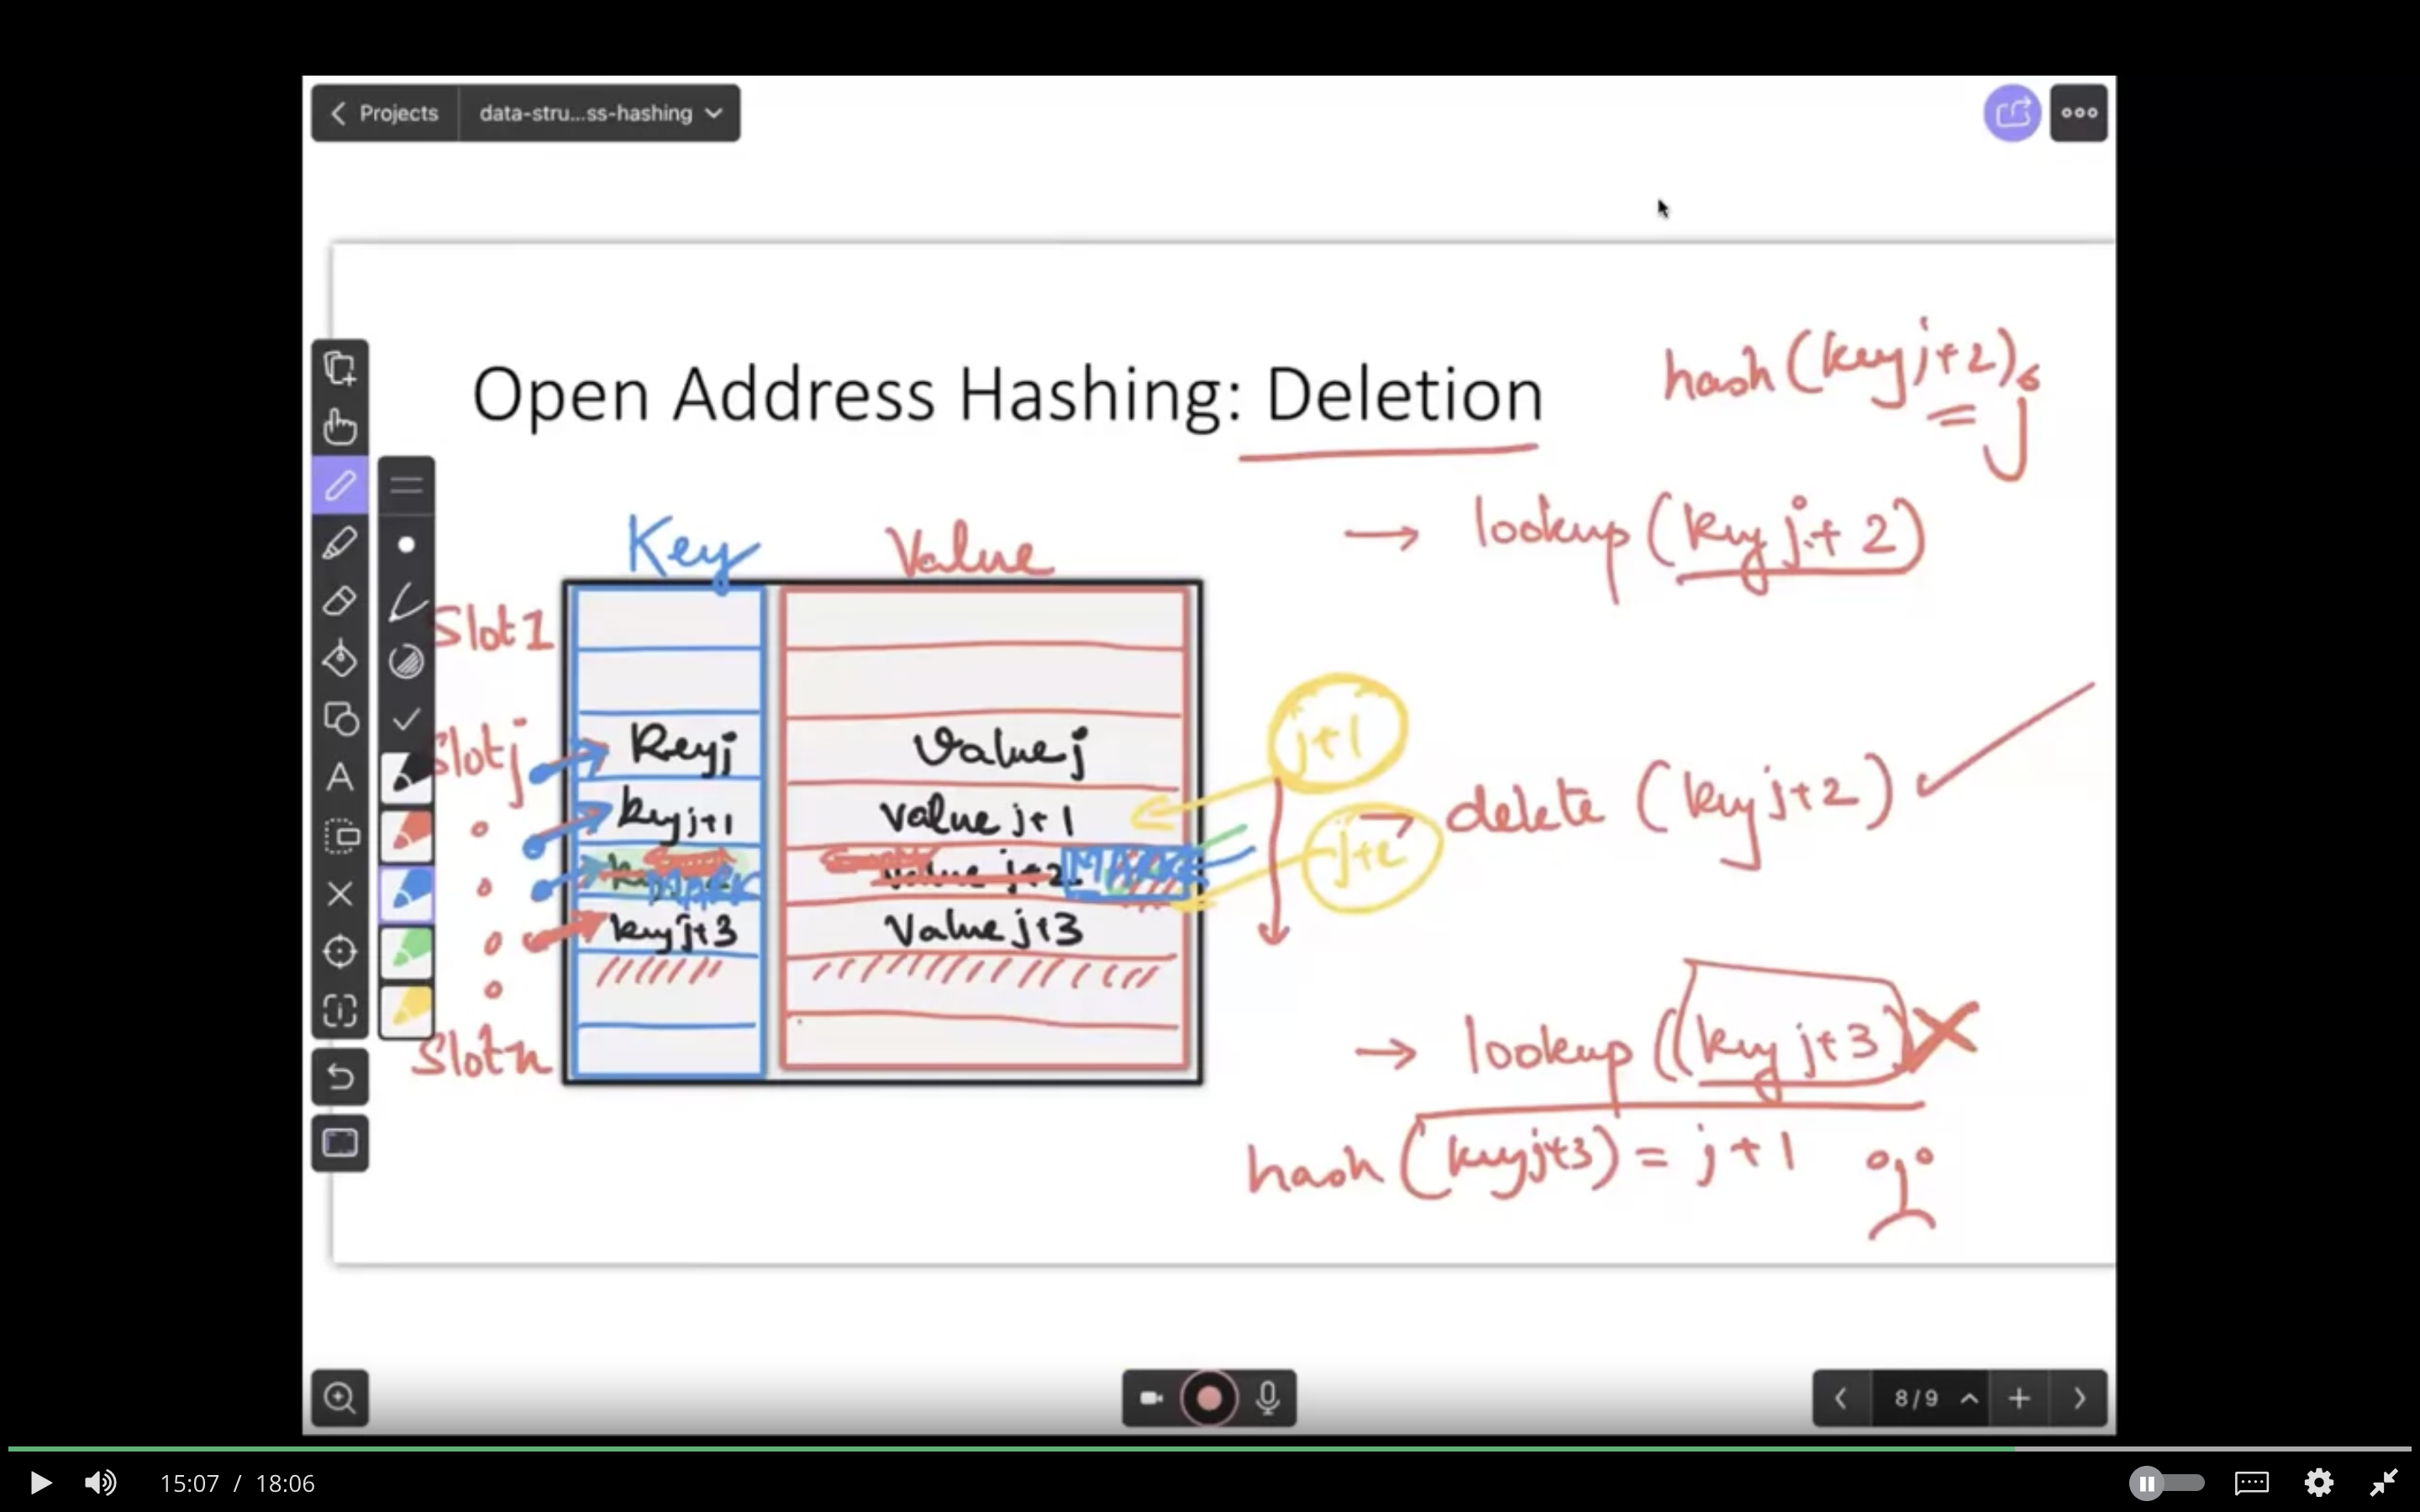 Projects data-stru...ss-hashing
Open Address Hashing: Deletion
hash(key j+2)
= j
→ lookup (key j+2)
Key Value
Slot 1
Slot j Key j Value j
j+1
key j+1 Value j+1
→ delete (key j+2)
MARK Value j+2 MARK
j+2
key j+3 Value j+3
→ lookup (key j+3) X
Slot n
hash (key j+3) = j+1
8/9
15:07 / 18:06